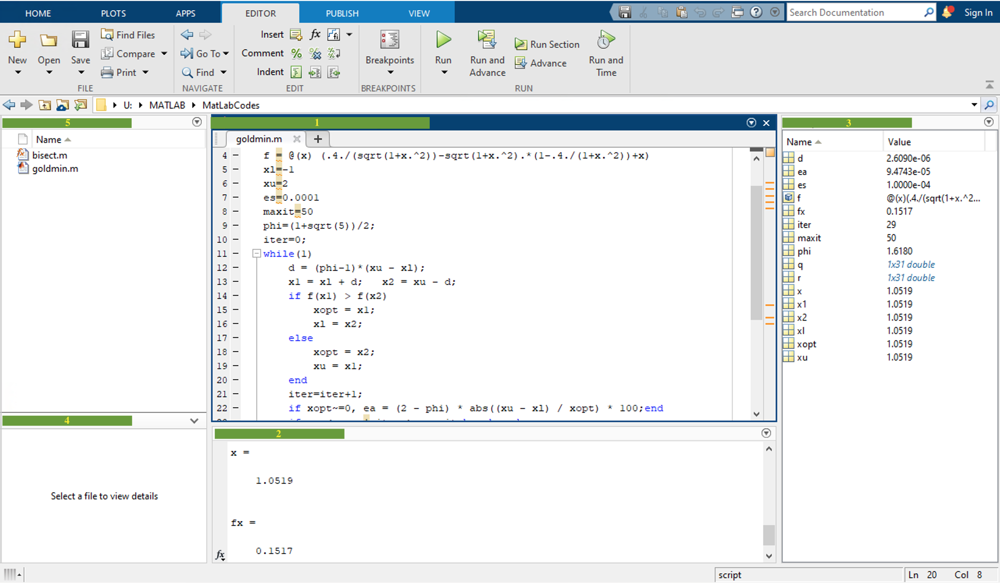 HOME PLOTS APPS EDITOR PUBLISH VIEW Search Documentation Sign In
New Open Save Find Files Compare Print
FILE
Go To Find
NAVIGATE
Insert fx fi
Comment % % %
Indent
EDIT
Breakpoints
BREAKPOINTS
Run Run and Advance Run Section Advance Run and Time
RUN
U: MATLAB MatLabCodes
5
Name
bisect.m
goldmin.m
4
Select a file to view details
1
goldmin.m +
4 – f = @(x) (.4./(sqrt(1+x.^2))-sqrt(1+x.^2).*(1-.4./(1+x.^2))+x)
5 – xl=-1
6 – xu=2
7 – es=0.0001
8 – maxit=50
9 – phi=(1+sqrt(5))/2;
10 – iter=0;
11 – while(1)
12 – d = (phi-1)*(xu - xl);
13 – x1 = xl + d; x2 = xu - d;
14 – if f(x1) > f(x2)
15 – xopt = x1;
16 – xl = x2;
17 – else
18 – xopt = x2;
19 – xu = x1;
20 – end
21 – iter=iter+1;
22 – if xopt~=0, ea = (2 - phi) * abs((xu - xl) / xopt) * 100;end
2
x =
1.0519
fx =
0.1517
fx
3
Name Value
d 2.6090e-06
ea 9.4743e-05
es 1.0000e-04
f @(x)(.4./(sqrt(1+x.^2...
fx 0.1517
iter 29
maxit 50
phi 1.6180
q 1x31 double
r 1x31 double
x 1.0519
x1 1.0519
x2 1.0519
xl 1.0519
xopt 1.0519
xu 1.0519
script Ln 20 Col 8